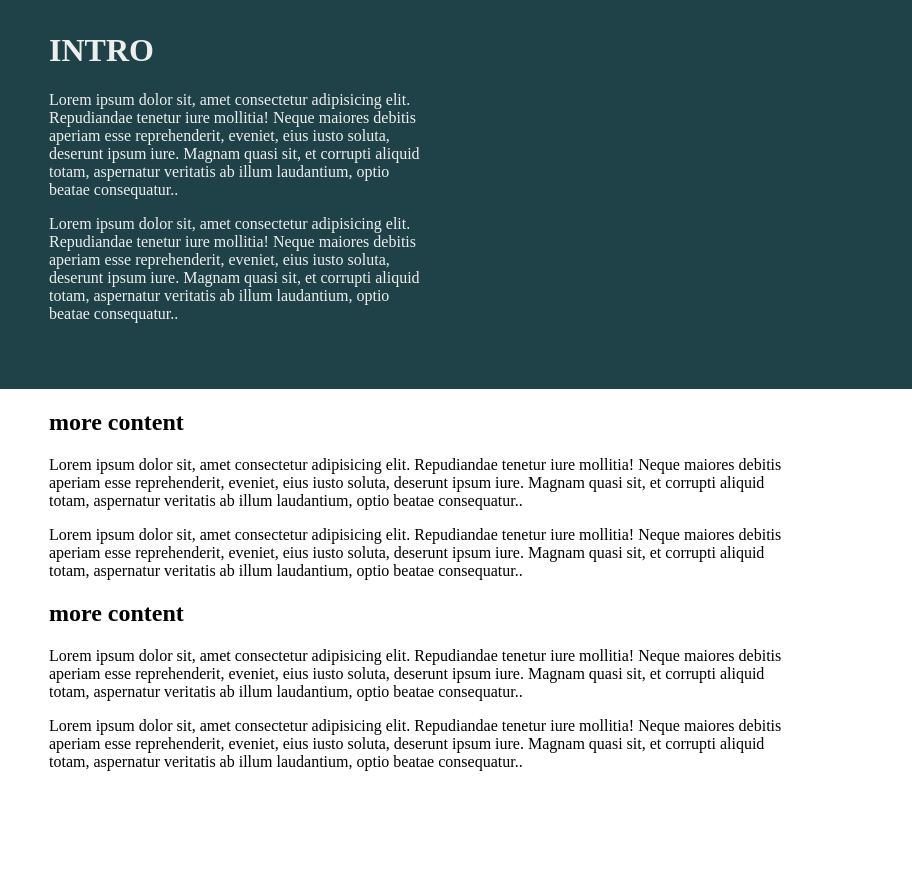 INTRO
Lorem ipsum dolor sit, amet consectetur adipisicing elit.
Repudiandae tenetur iure mollitia! Neque maiores debitis
aperiam esse reprehenderit, eveniet, eius iusto soluta,
deserunt ipsum iure. Magnam quasi sit, et corrupti aliquid
totam, aspernatur veritatis ab illum laudantium, optio
beatae consequatur..
Lorem ipsum dolor sit, amet consectetur adipisicing elit.
Repudiandae tenetur iure mollitia! Neque maiores debitis
aperiam esse reprehenderit, eveniet, eius iusto soluta,
deserunt ipsum iure. Magnam quasi sit, et corrupti aliquid
totam, aspernatur veritatis ab illum laudantium, optio
beatae consequatur..
more content
Lorem ipsum dolor sit, amet consectetur adipisicing elit. Repudiandae tenetur iure mollitia! Neque maiores debitis
aperiam esse reprehenderit, eveniet, eius iusto soluta, deserunt ipsum iure. Magnam quasi sit, et corrupti aliquid
totam, aspernatur veritatis ab illum laudantium, optio beatae consequatur..
Lorem ipsum dolor sit, amet consectetur adipisicing elit. Repudiandae tenetur iure mollitia! Neque maiores debitis
aperiam esse reprehenderit, eveniet, eius iusto soluta, deserunt ipsum iure. Magnam quasi sit, et corrupti aliquid
totam, aspernatur veritatis ab illum laudantium, optio beatae consequatur..
more content
Lorem ipsum dolor sit, amet consectetur adipisicing elit. Repudiandae tenetur iure mollitia! Neque maiores debitis
aperiam esse reprehenderit, eveniet, eius iusto soluta, deserunt ipsum iure. Magnam quasi sit, et corrupti aliquid
totam, aspernatur veritatis ab illum laudantium, optio beatae consequatur..
Lorem ipsum dolor sit, amet consectetur adipisicing elit. Repudiandae tenetur iure mollitia! Neque maiores debitis
aperiam esse reprehenderit, eveniet, eius iusto soluta, deserunt ipsum iure. Magnam quasi sit, et corrupti aliquid
totam, aspernatur veritatis ab illum laudantium, optio beatae consequatur..